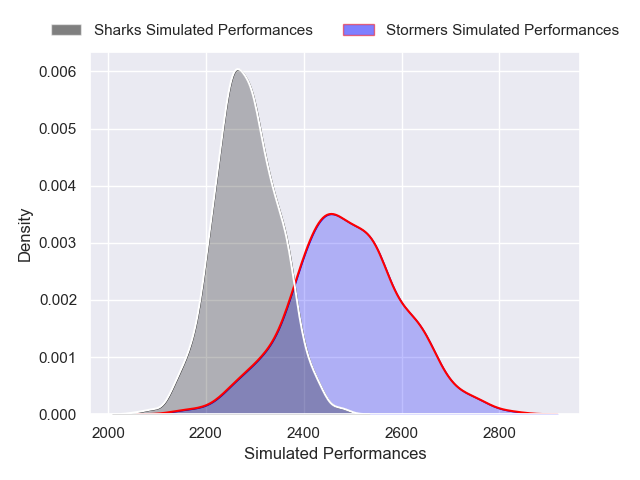 Sharks Simulated Performances Stormers Simulated Performances
0.006
0.005
0.004
0.003
0.002
0.001
0.000
Density
2000 2200 2400 2600 2800
Simulated Performances